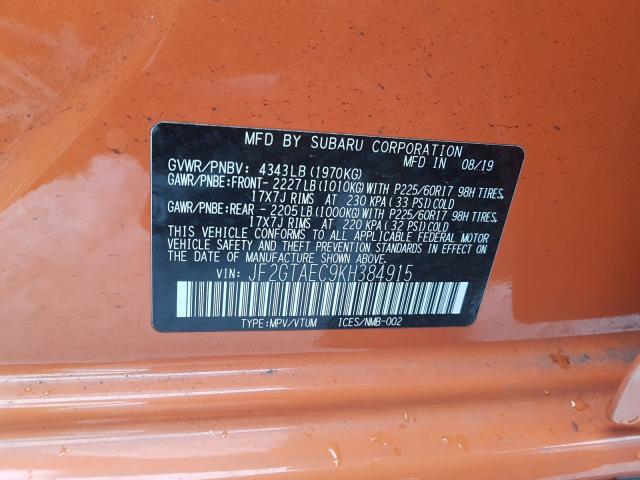 MFD BY SUBARU CORPORATION
GVWR/PNBV: 4343LB(1970KG) MFD IN 08/19
GAWR/PNBE:FRONT- 2227LB(1010KG)WITH P225/60R17 98H TIRES,
17X7J RIMS AT 230 KPA (33 PSI)COLD
GAWR/PNBE:REAR - 2205LB(1000KG)WITH P225/60R17 98H TIRES,
17X7J RIMS AT 220 KPA(32 PSI)COLD
THIS VEHICLE CONFORMS TO ALL APPLICABLE FEDERAL MOTOR
VEHICLE SAFETY AND THEFT PREVENTION STANDARDS IN EFFECT ON THE
DATE OF MANUFACTURE SHOWN ABOVE.
VIN: JF2GTAEC9KH384915
TYPE:MPV/VTUM ICES/NMB-002